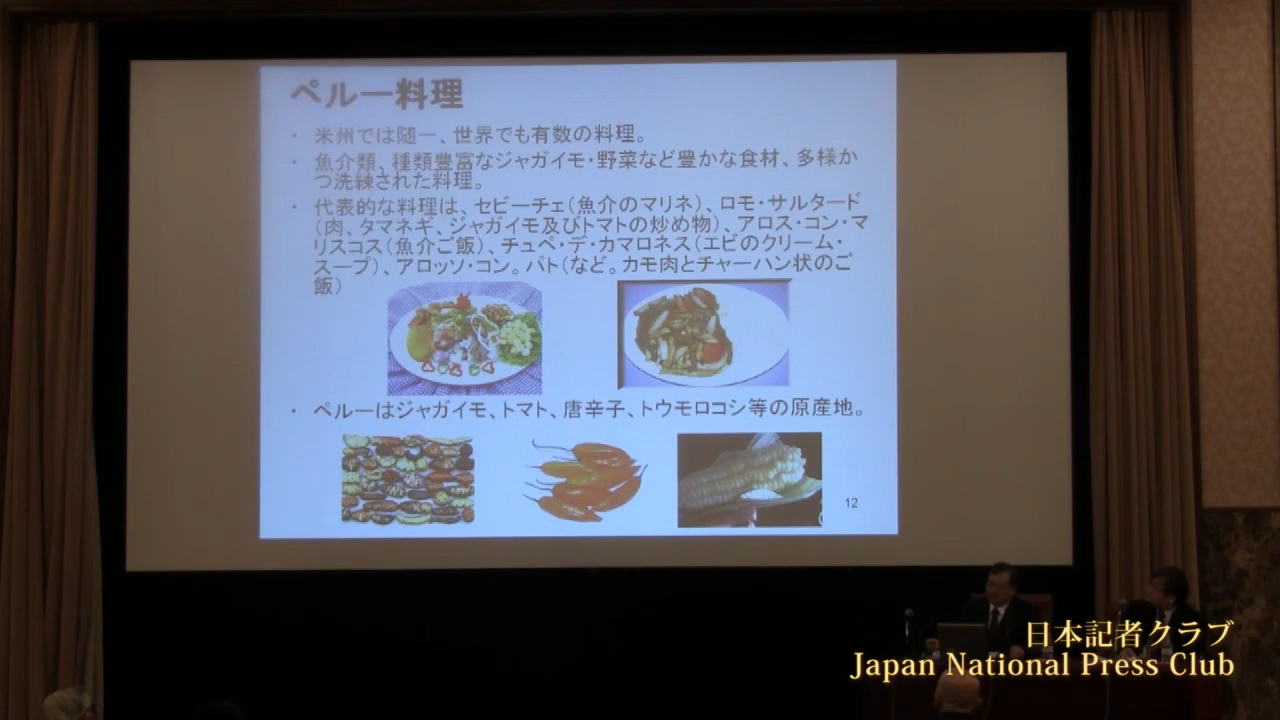 ペルー料理
・ 米州では随一、世界でも有数の料理。
・ 魚介類、種類豊富なジャガイモ・野菜など豊かな食材、多様か
つ洗練された料理。
・ 代表的な料理は、セビーチェ（魚介のマリネ）、ロモ・サルタード
（肉、タマネギ、ジャガイモ及びトマトの炒め物）、アロス・コン・マ
リスコス（魚介ご飯）、チュペ・デ・カマロネス（エビのクリーム・
スープ）、アロッソ・コン。パト（など。カモ肉とチャーハン状のご
飯）
・ ペルーはジャガイモ、トマト、唐辛子、トウモロコシ等の原産地。
12
日本記者クラブ
Japan National Press Club